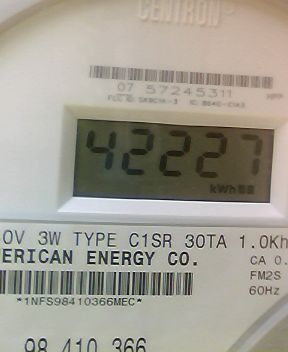 CENTRON
07 57245311
42227
kWh
0V 3W TYPE C1SR 30TA 1.0Kh
ERICAN ENERGY CO.
CA 0.
FM2S
60Hz
*1NFS98410366MEC*
98 410 366